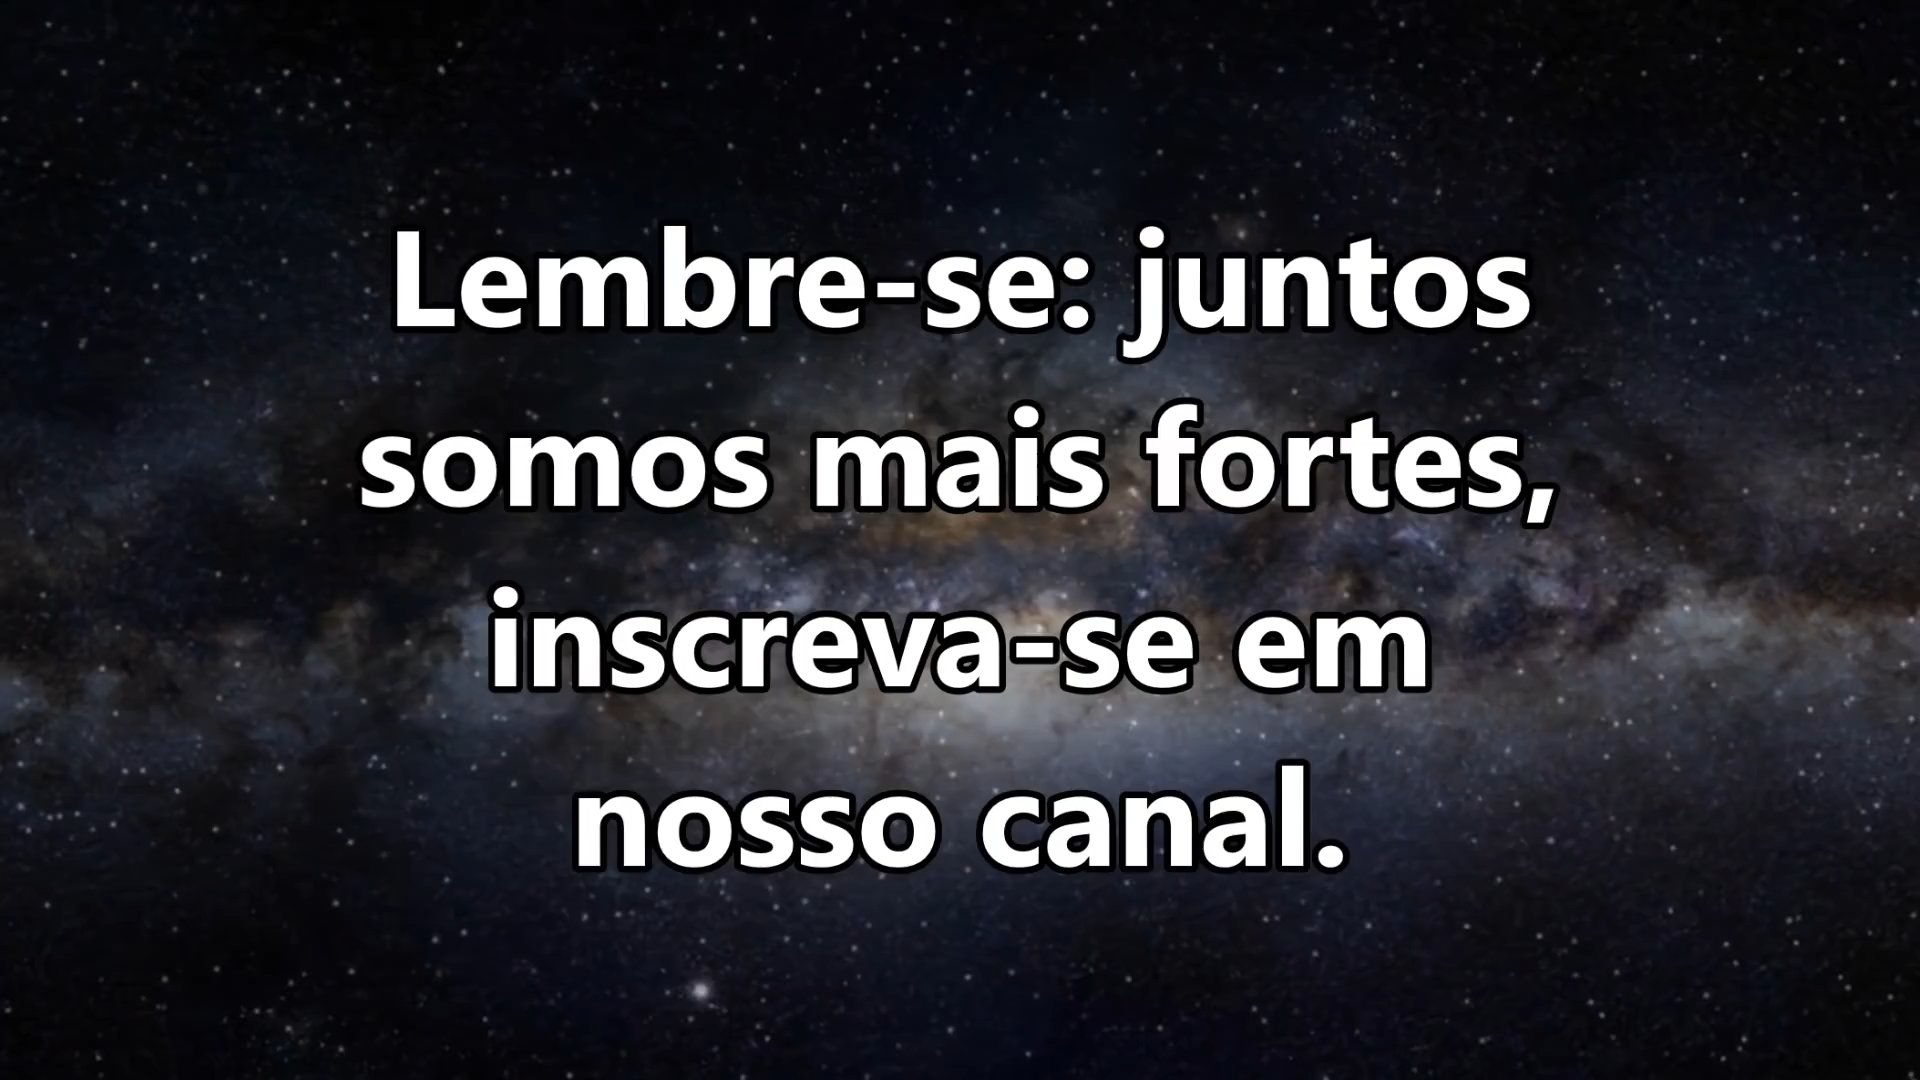 Lembre-se: juntos
somos mais fortes,
inscreva-se em
nosso canal.